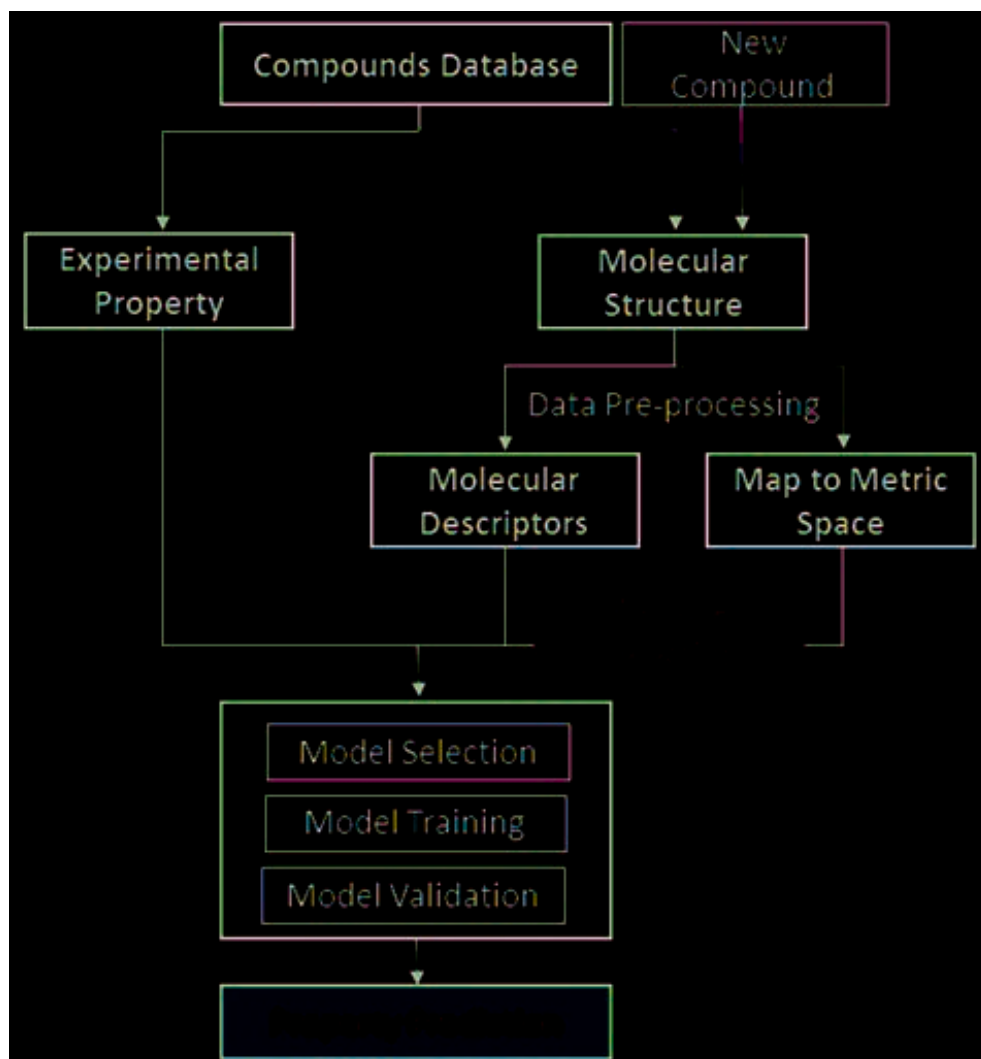 Compounds Database
New
Compound
Experimental
Property
Molecular
Structure
Data Pre-processing
Molecular
Descriptors
Map to Metric
Space
Model Selection
Model Training
Model Validation